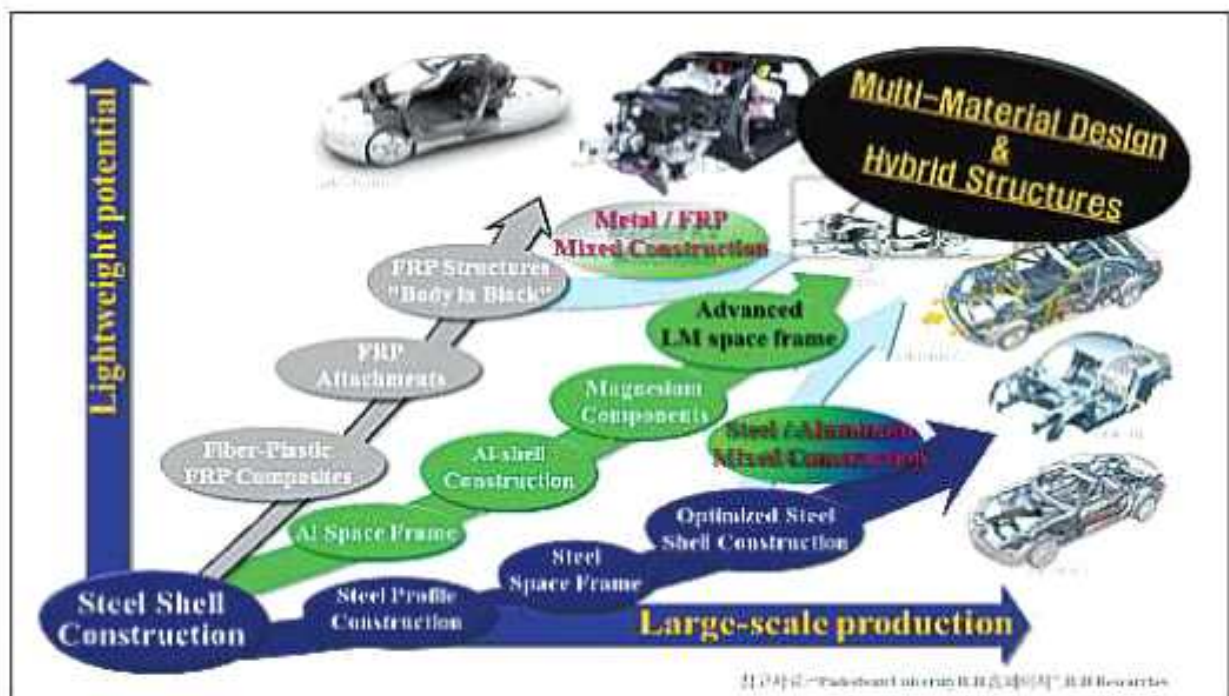 Lightweight potential
Multi-Material Design
&
Hybrid Structures
Metal / FRP
Mixed Construction
FRP Structures
"Body in Black"
Advanced
LM space frame
FRP
Attachments
Magnesium
Components
Steel / Aluminum
Mixed Construction
Fiber-Plastic
FRP Composites
Al-shell
Construction
Al Space Frame
Optimized Steel
Shell Construction
Steel
Space Frame
Steel Profile
Construction
Steel Shell
Construction
Large-scale production